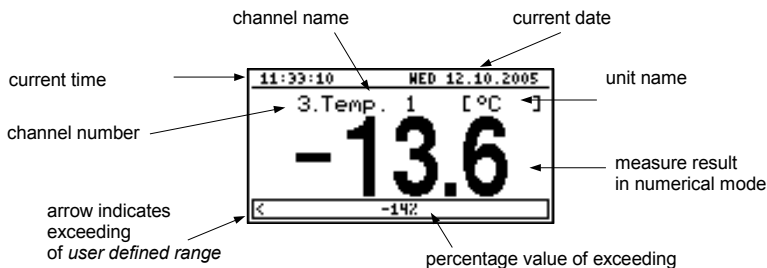 channel name
current date
current time
11:33:10 WED 12.10.2005
unit name
3.Temp. 1 [°C ]
channel number
-13.6
measure result
in numerical mode
arrow indicates
exceeding
of user defined range
< -14%
percentage value of exceeding